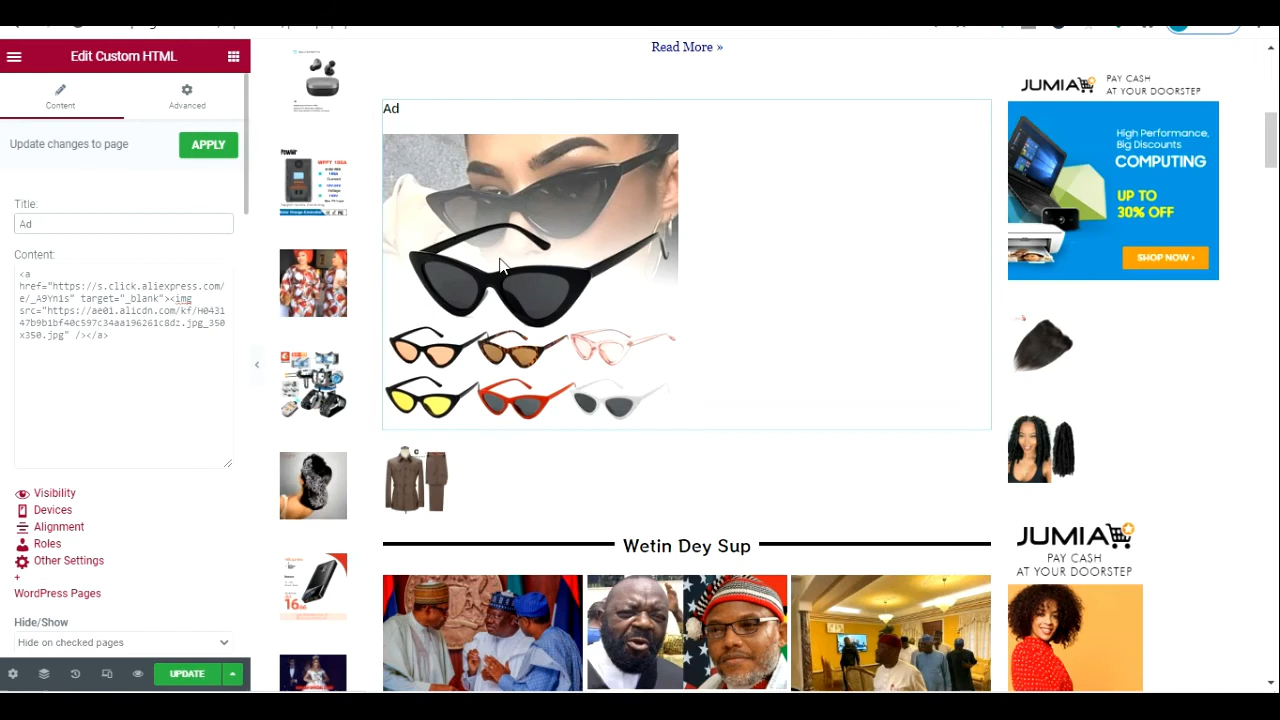 Edit Custom HTML
Content
Advanced
Update changes to page
APPLY
Title:
Ad
Content:
<a
href="https://s.click.aliexpress.com/
e/_A9Yn1s" target="_blank"><img
src="https://ae01.alicdn.com/kf/H0431
47b9b1bf40c597c34aa196261c8dz.jpg_350
x350.jpg" /></a>
Visibility
Devices
Alignment
Roles
Other Settings
+
WordPress Pages
Hide/Show
Hide on checked pages
UPDATE
Read More »
Ad
Wetin Dey Sup
JUMIA
PAY CASH
AT YOUR DOORSTEP
High Performance,
Big Discounts
COMPUTING
UP TO
30% OFF
SHOP NOW ›
JUMIA
PAY CASH
AT YOUR DOORSTEP